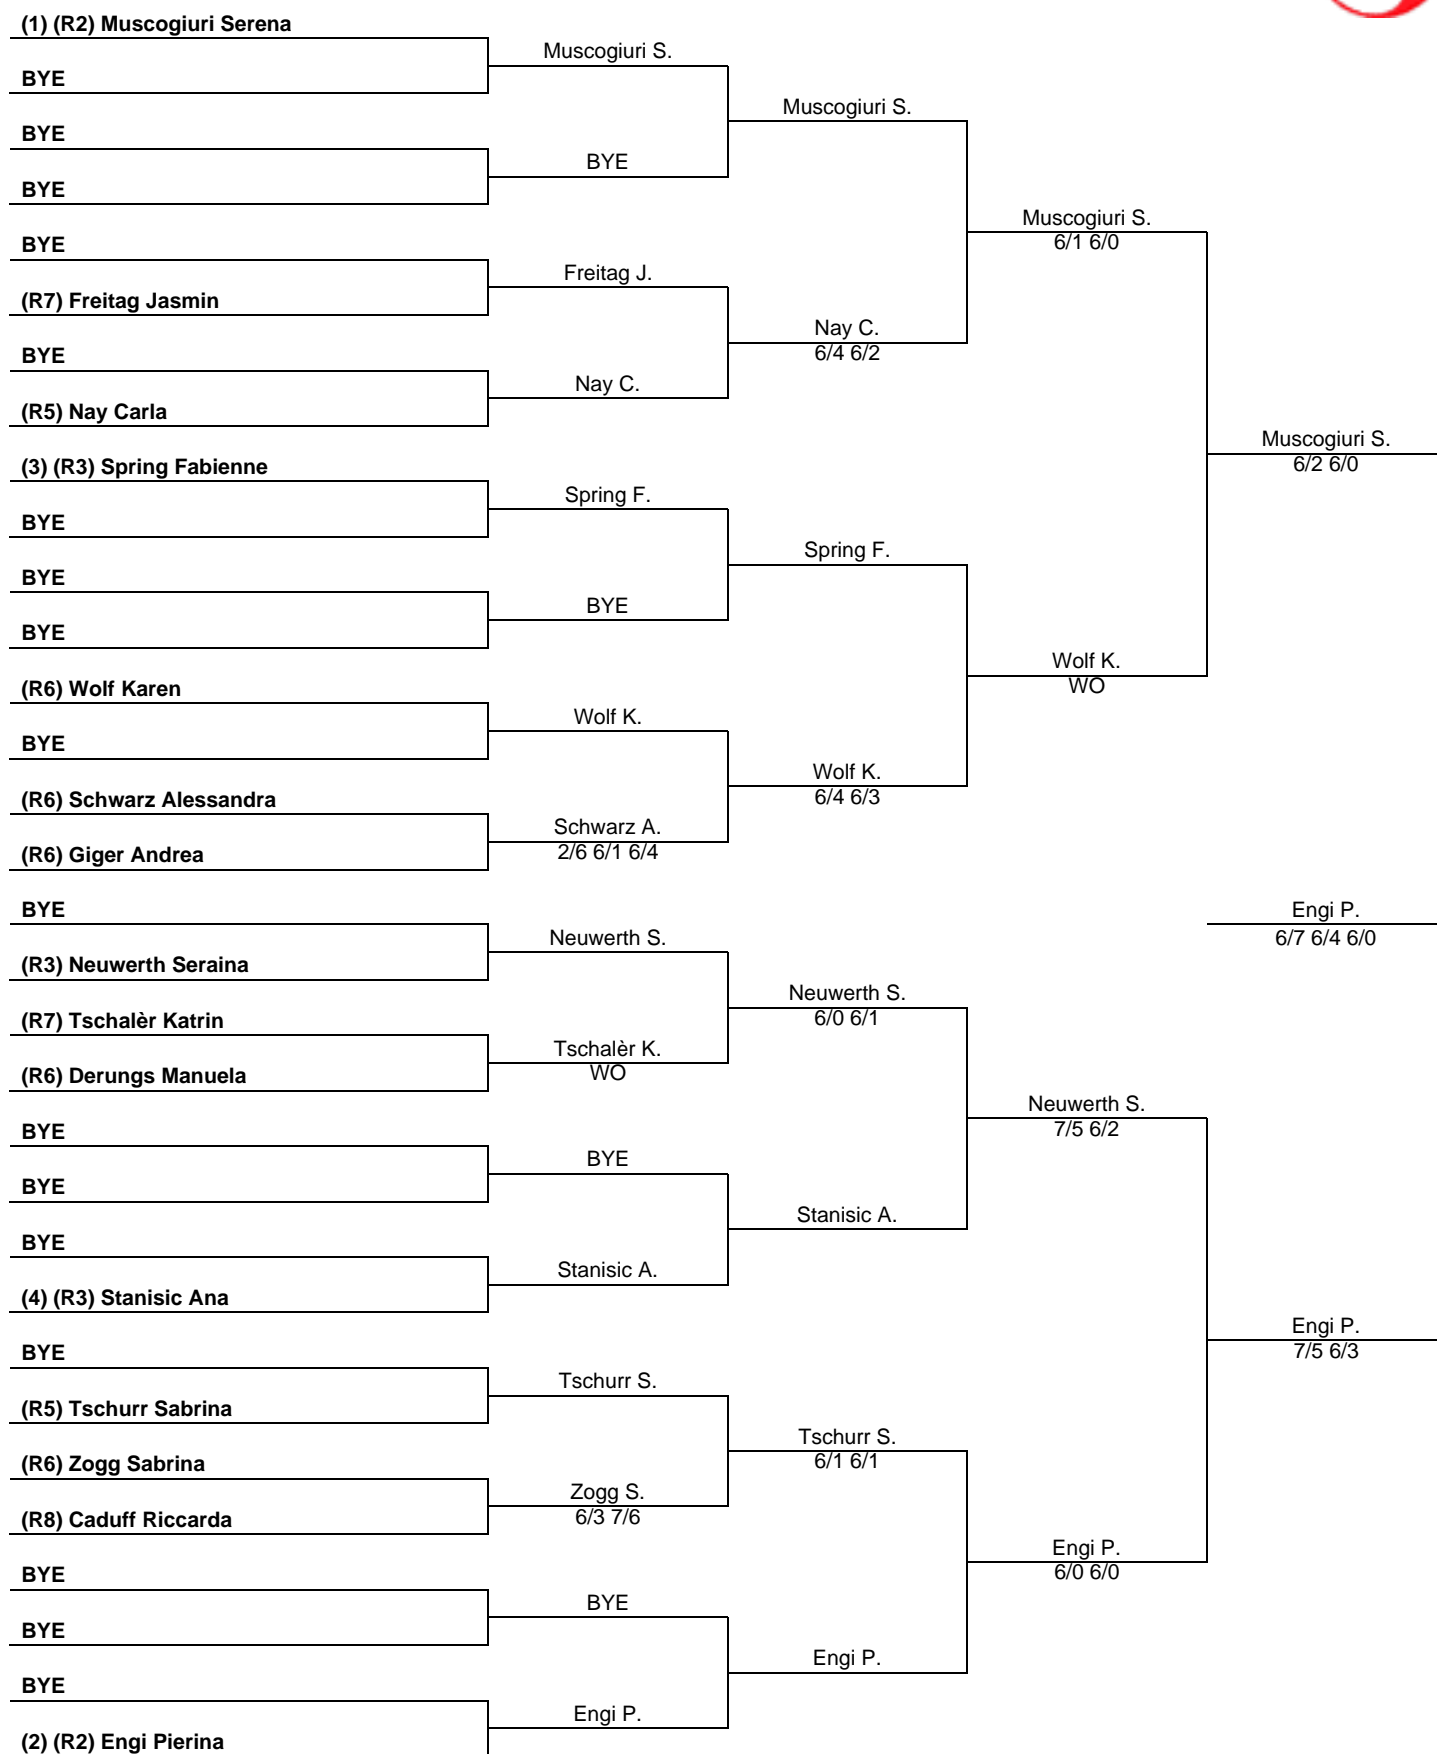 (1) (R2) Muscogiuri Serena
BYE
BYE
BYE
BYE
(R7) Freitag Jasmin
BYE
(R5) Nay Carla
(3) (R3) Spring Fabienne
BYE
BYE
BYE
(R6) Wolf Karen
BYE
(R6) Schwarz Alessandra
(R6) Giger Andrea
BYE
(R3) Neuwerth Seraina
(R7) Tschalèr Katrin
(R6) Derungs Manuela
BYE
BYE
BYE
(4) (R3) Stanisic Ana
BYE
(R5) Tschurr Sabrina
(R6) Zogg Sabrina
(R8) Caduff Riccarda
BYE
BYE
BYE
(2) (R2) Engi Pierina
Muscogiuri S.
BYE
Freitag J.
Nay C.
Spring F.
BYE
Wolf K.
Schwarz A.
2/6 6/1 6/4
Neuwerth S.
Tschalèr K.
WO
BYE
Stanisic A.
Tschurr S.
Zogg S.
6/3 7/6
BYE
Engi P.
Muscogiuri S.
Nay C.
6/4 6/2
Spring F.
Wolf K.
6/4 6/3
Neuwerth S.
6/0 6/1
Stanisic A.
Tschurr S.
6/1 6/1
Engi P.
Muscogiuri S.
6/1 6/0
Wolf K.
WO
Neuwerth S.
7/5 6/2
Engi P.
6/0 6/0
Muscogiuri S.
6/2 6/0
Engi P.
6/7 6/4 6/0
Engi P.
7/5 6/3